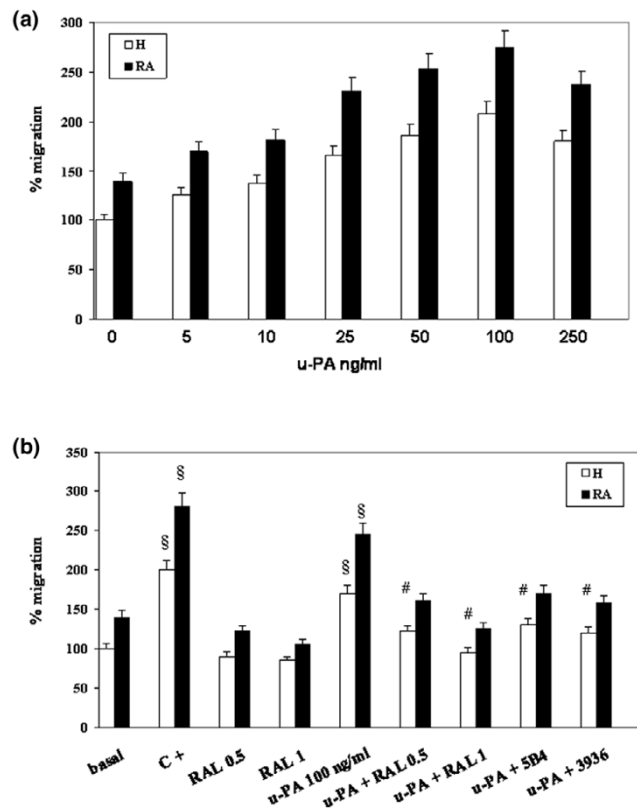 (a)
300
250
200
150
100
50
0
% migration
H
RA
0 5 10 25 50 100 250
u-PA ng/ml
(b)
350
300
250
200
150
100
50
0
% migration
H
RA
§ § § § # # # #
basal
C +
RAL 0.5
RAL 1
u-PA 100 ng/ml
u-PA + RAL 0.5
u-PA + RAL 1
u-PA + 5B4
u-PA + 3936